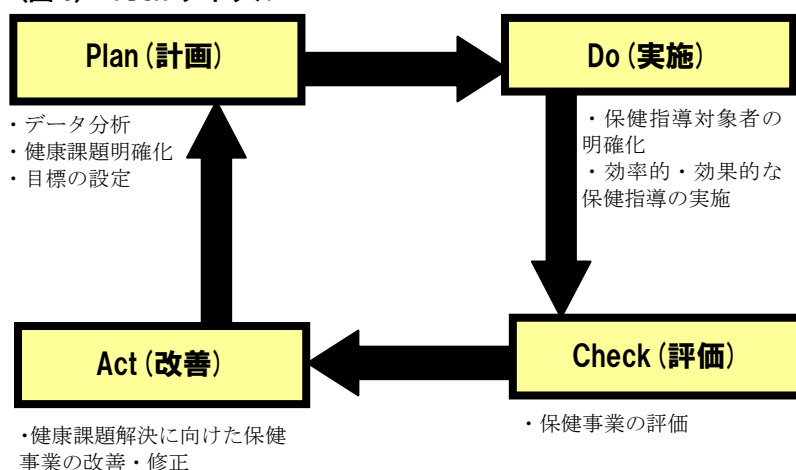 Plan(計画)
Do(実施)
・データ分析
・健康課題明確化
・目標の設定
・保健指導対象者の
明確化
・効率的・効果的な
保健指導の実施
Act(改善)
Check(評価)
・健康課題解決に向けた保健
事業の改善・修正
・保健事業の評価